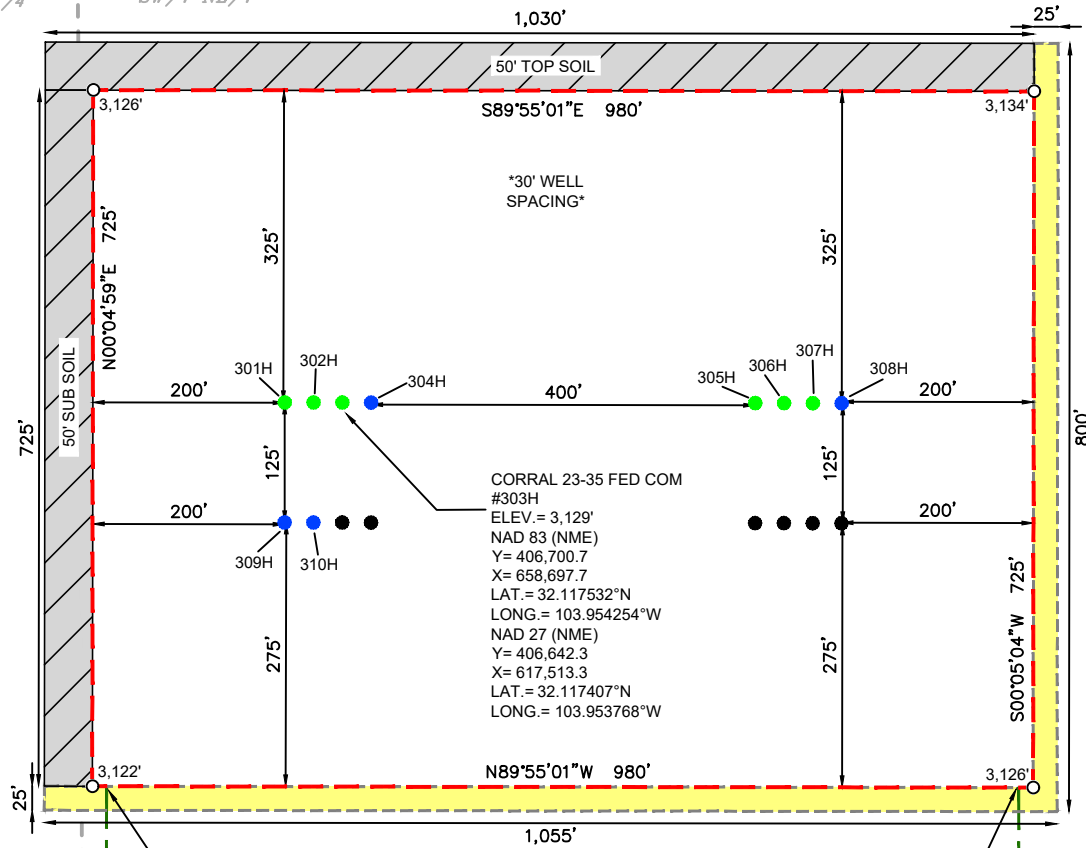 1,030'
25'
50' TOP SOIL
3,126'
S89°55'01"E 980'
3,134'
*30' WELL
SPACING*
N00°04'59"E 725'
325'
325'
50' SUB SOIL
725'
800'
301H
302H
304H
305H
306H
307H
308H
200'
400'
200'
125'
125'
CORRAL 23-35 FED COM
#303H
ELEV.= 3,129'
NAD 83 (NME)
Y= 406,700.7
X= 658,697.7
LAT.= 32.117532°N
LONG.= 103.954254°W
NAD 27 (NME)
Y= 406,642.3
X= 617,513.3
LAT.= 32.117407°N
LONG.= 103.953768°W
200'
200'
309H
310H
275'
275'
S00°05'04"W 725'
3,122'
N89°55'01"W 980'
3,126'
25'
1,055'